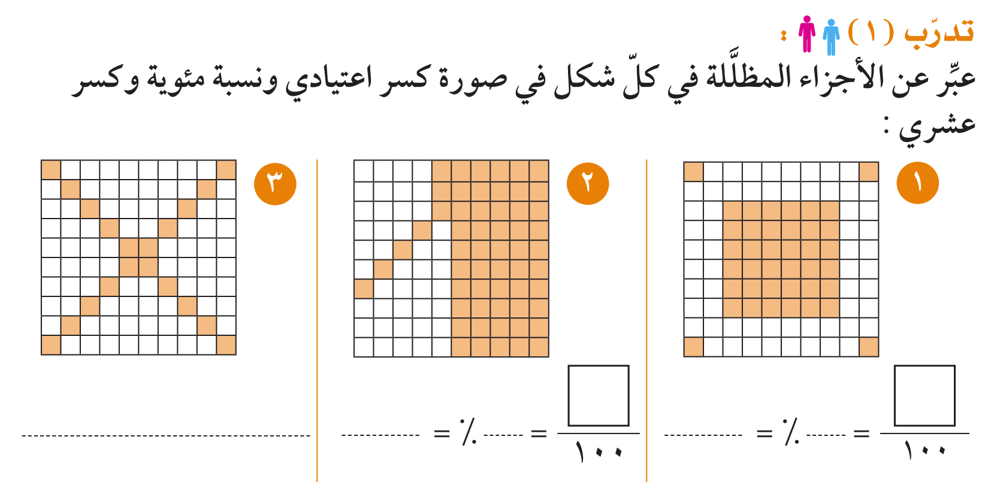 تدرّب (١) :
عبِّر عن الأجزاء المظلَّلة في كلّ شكل في صورة كسر اعتيادي ونسبة مئوية وكسر
عشري :
١
٢
٣
١٠٠ = ٪ =
١٠٠ = ٪ =